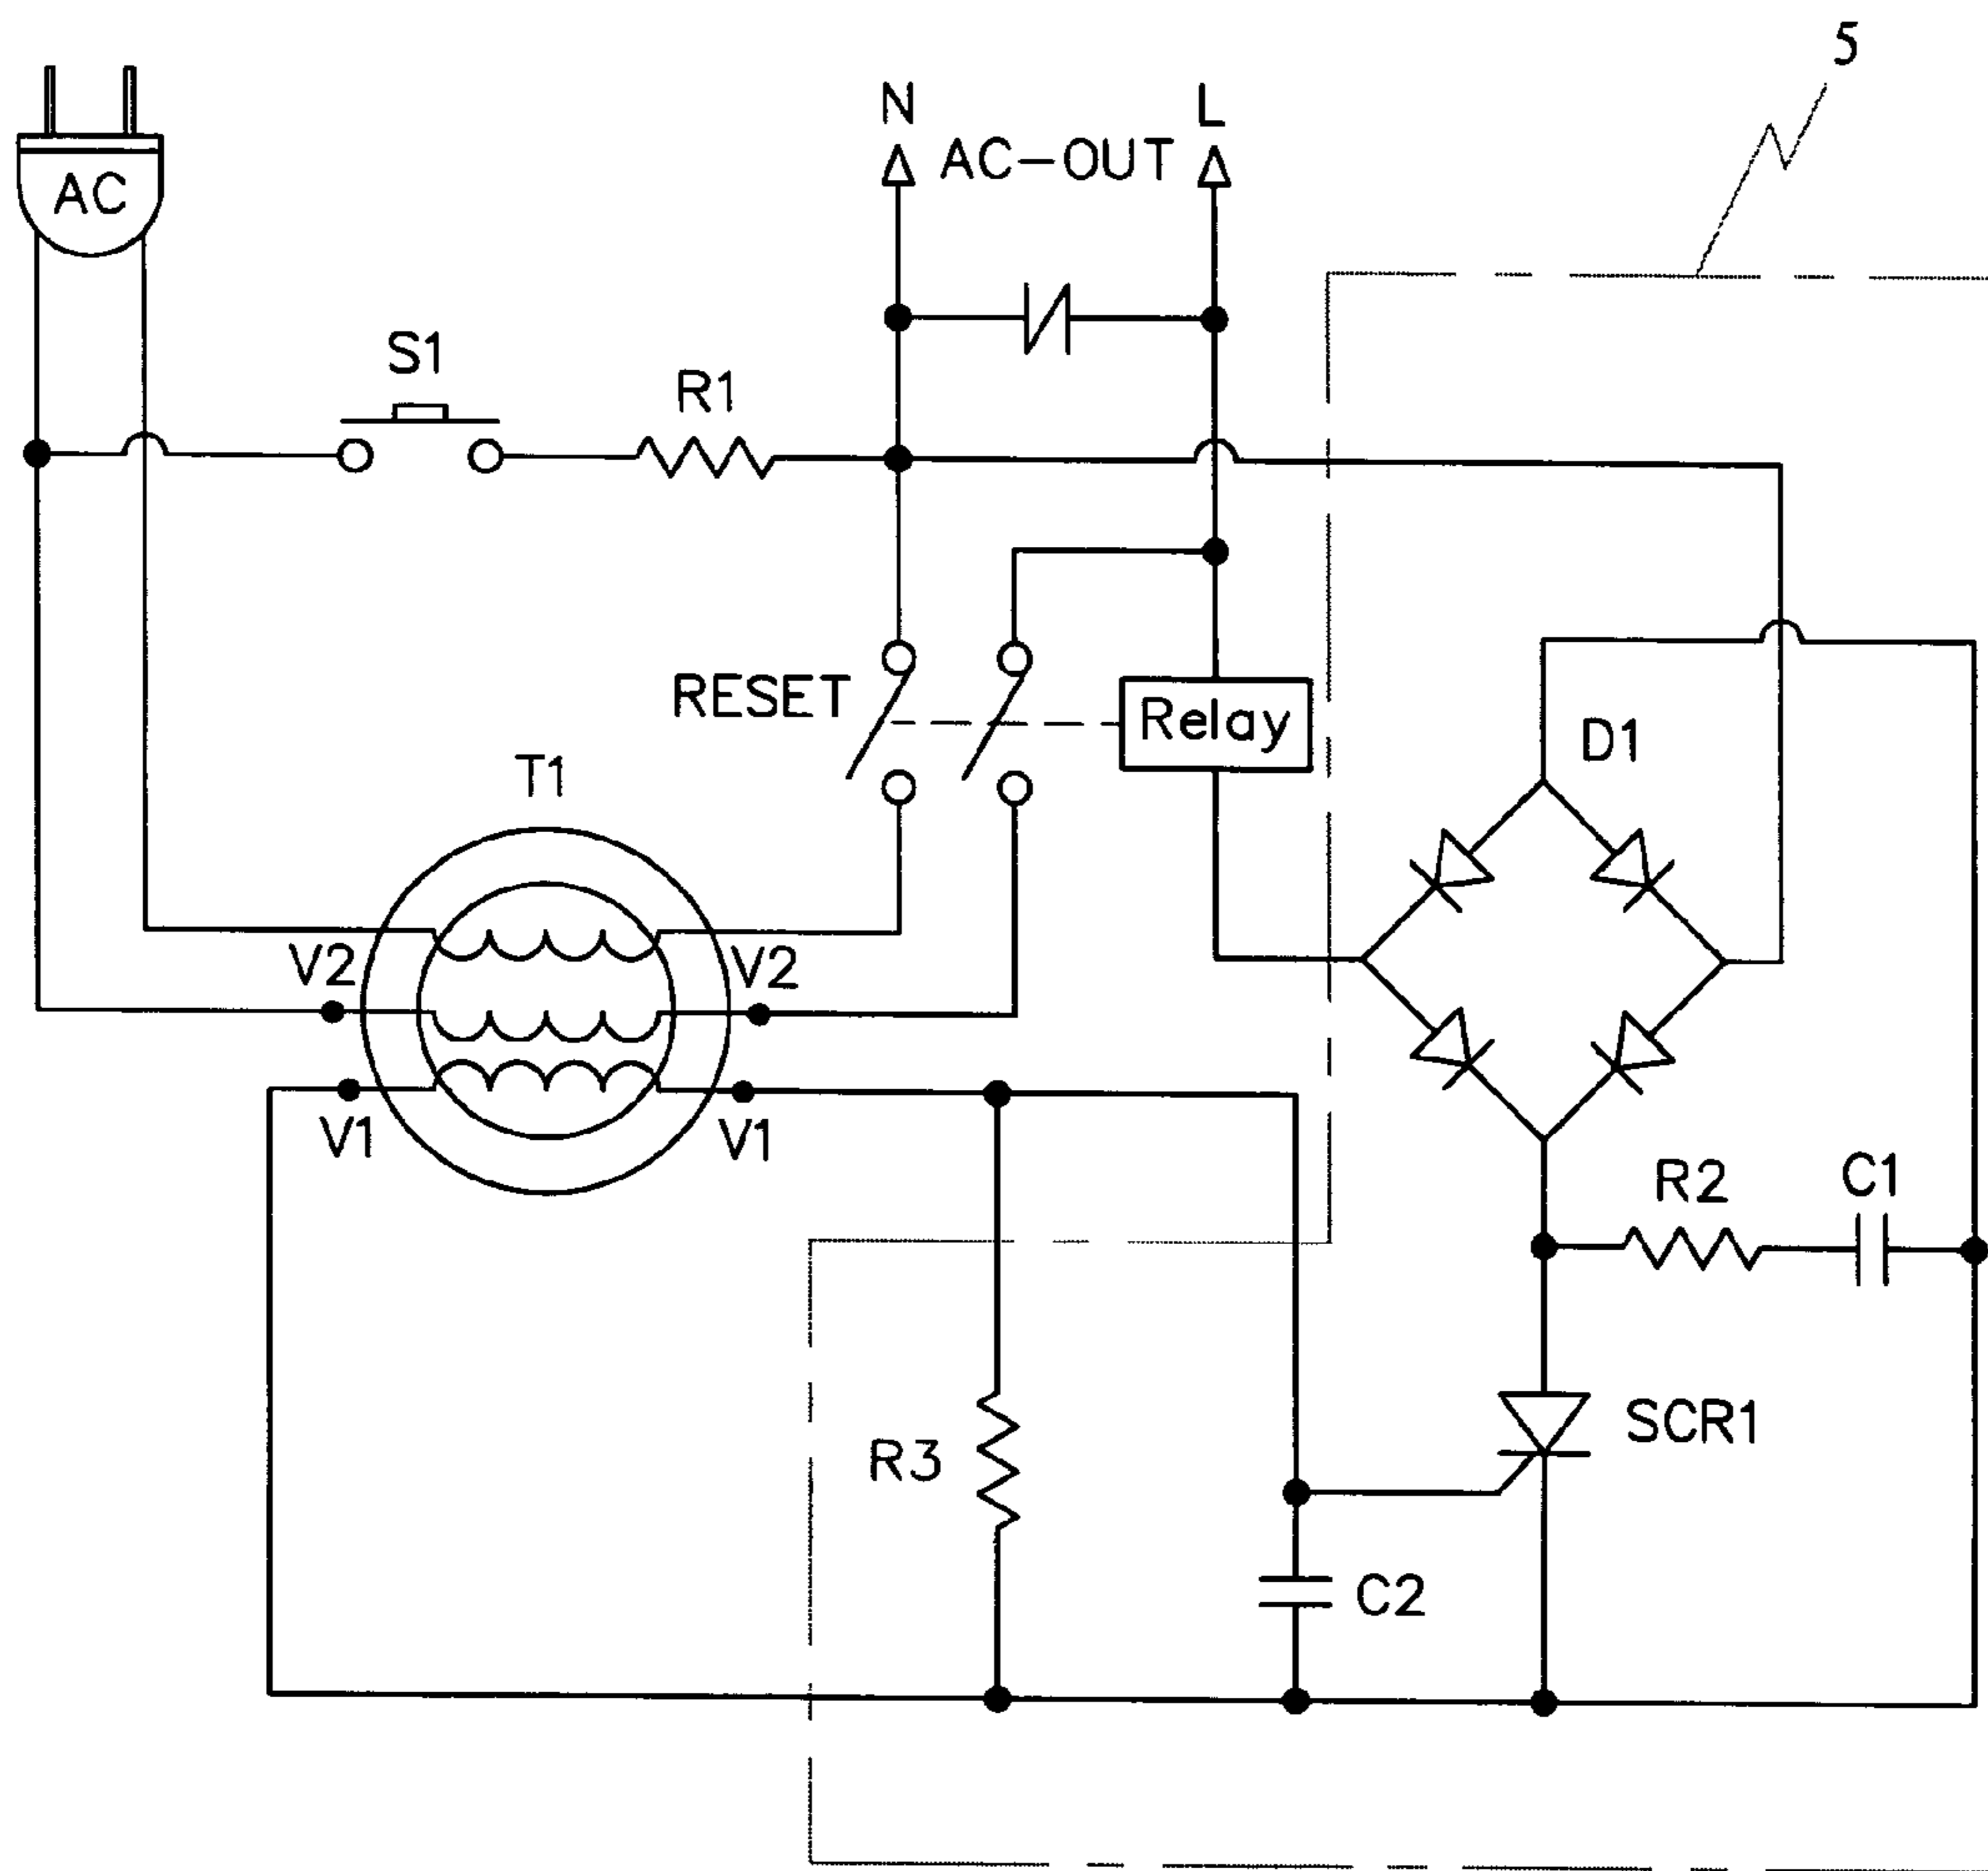 5
N
L
AC-OUT
AC
S1
R1
RESET
Relay
D1
T1
V2
V2
V1
V1
R2
C1
SCR1
R3
C2